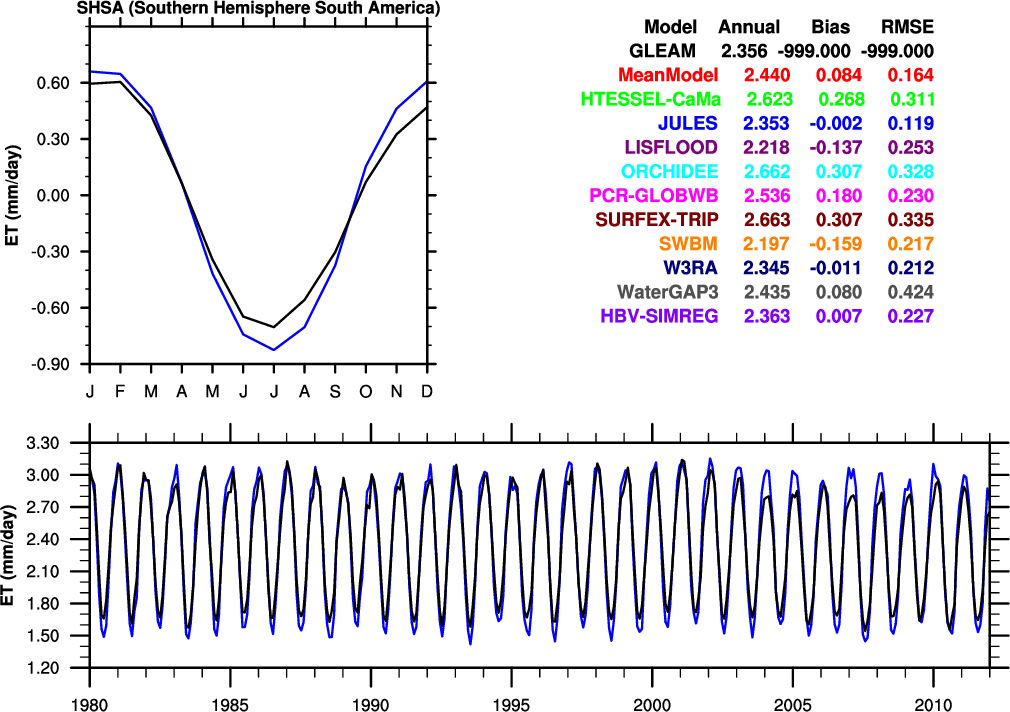 SHSA (Southern Hemisphere South America)
0.60
0.30
0.00
-0.30
-0.60
-0.90
ET (mm/day)
J F M A M J J A S O N D
Model Annual Bias RMSE
GLEAM 2.356 -999.000 -999.000
MeanModel 2.440 0.084 0.164
HTESSEL-CaMa 2.623 0.268 0.311
JULES 2.353 -0.002 0.119
LISFLOOD 2.218 -0.137 0.253
ORCHIDEE 2.662 0.307 0.328
PCR-GLOBWB 2.536 0.180 0.230
SURFEX-TRIP 2.663 0.307 0.335
SWBM 2.197 -0.159 0.217
W3RA 2.345 -0.011 0.212
WaterGAP3 2.435 0.080 0.424
HBV-SIMREG 2.363 0.007 0.227
3.30
3.00
2.70
2.40
2.10
1.80
1.50
1.20
ET (mm/day)
1980 1985 1990 1995 2000 2005 2010